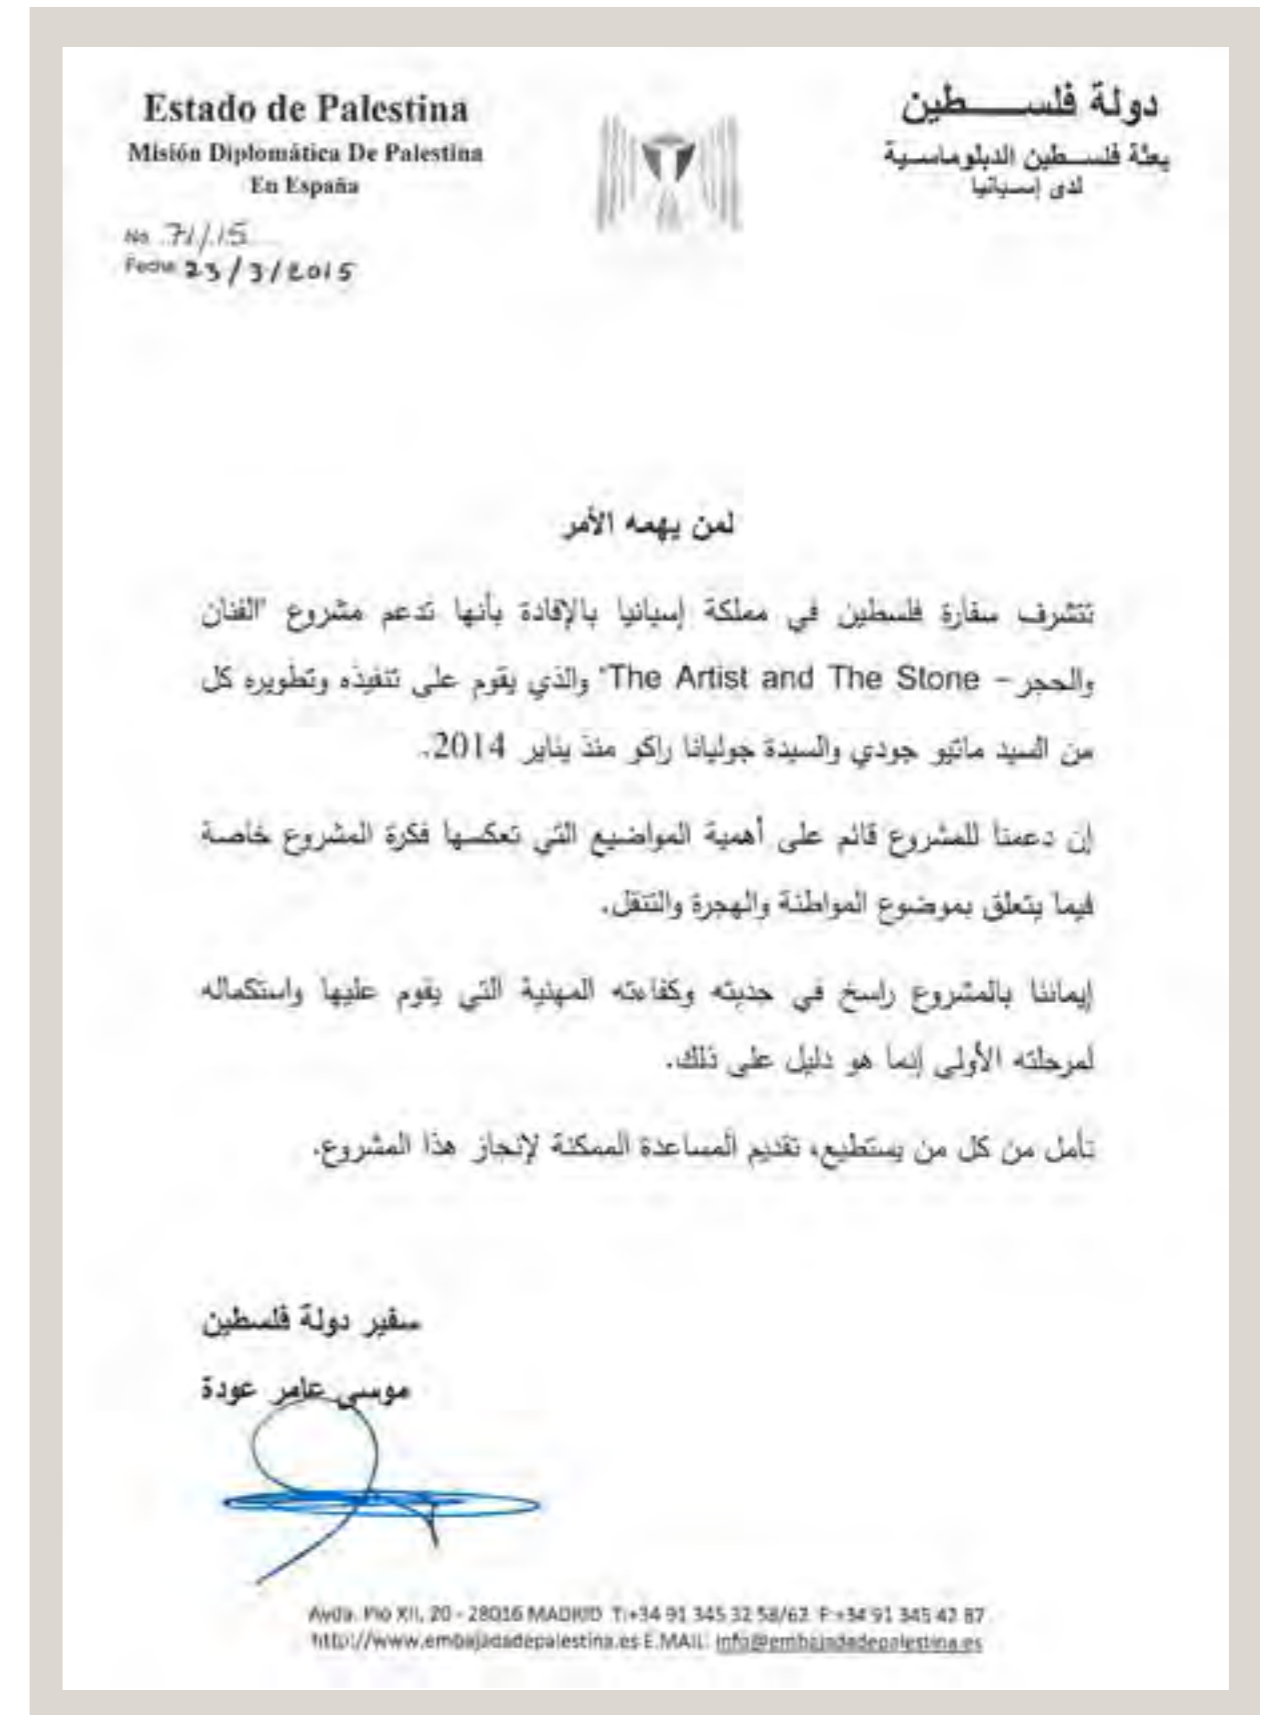 Estado de Palestina
Misión Diplomática De Palestina
En España
دولة فلســـــطين
بعثة فلســطين الدبلوماسـية
لدى إسـبانيا
No. 71/15
Fecha: 23/3/2015
لمن يهمه الأمر
تتشرف سفارة فلسطين في مملكة إسبانيا بالإفادة بأنها تدعم مشروع "الفنان
والحجر – The Artist and The Stone" والذي يقوم على تنفيذه وتطويره كل
من السيد ماتيو جودي والسيدة جوليانا راكو منذ يناير 2014.
إن دعمنا للمشروع قائم على أهمية المواضيع التي تعكسها فكرة المشروع خاصة
فيما يتعلق بموضوع المواطنة والهجرة والتنقل.
إيماننا بالمشروع راسخ في جديته وكفاءته المهنية التي يقوم عليها واستكماله
لمرحلته الأولى إنما هو دليل على ذلك.
نأمل من كل من يستطيع، تقديم المساعدة الممكنة لإنجاز هذا المشروع.
سفير دولة فلسطين
موسى عامر عودة
Avda. Pio XII, 20 - 28016 MADRID T:+34 91 345 32 58/62 F:+34 91 345 42 87
http://www.embajadadepalestina.es E.MAIL: info@embajadadepalestina.es